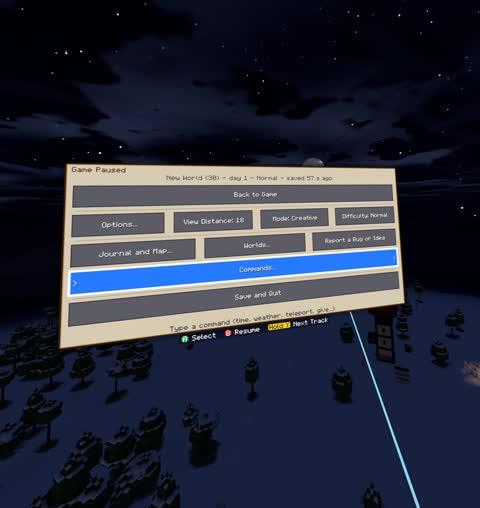 Game Paused
New World (30) - day 1 - Normal - saved 57 s ago
Back to Game
Options...
View Distance: 18
Mode: Creative
Difficulty: Normal
Journal and Map...
Worlds...
Report a Bug or Idea
> Commands... <
Save and Quit
Type a command (time, weather, teleport, give...)
A Select B Resume Hold Y Next Track